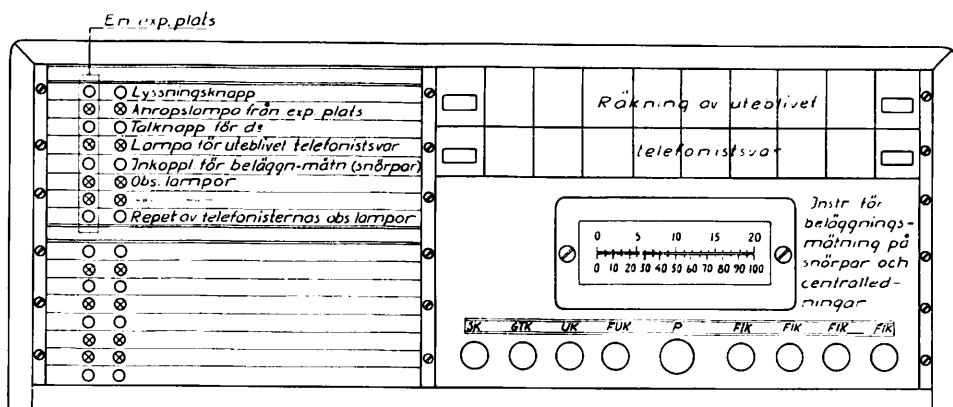 En exp. plats
Lyssningsknapp
Anropslampa från exp. plats
Talknapp för d:o
Lampa för uteblivet telefonistsvar
Inkoppl. för beläggn-mätn (snörpar)
Obs. lampor
Repet av telefonisternas obs lampor
Räkning av uteblivet
telefonistsvar
Instr för
beläggnings-
mätning på
snörpar och
centralled-
ningar
0 5 10 15 20
0 10 20 30 40 50 60 70 80 90 100
SK GTK UK FUK P FIK FIK FIK FIK